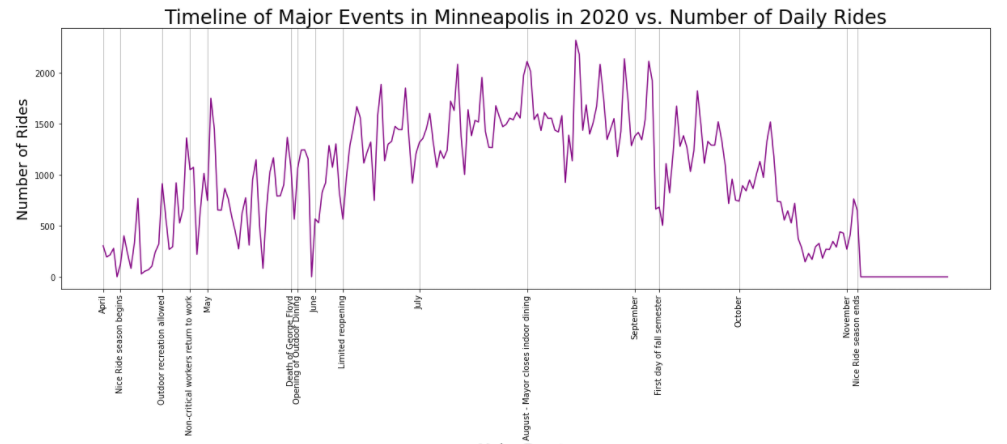 Timeline of Major Events in Minneapolis in 2020 vs. Number of Daily Rides
Number of Rides
2000
1500
1000
500
0
April
Nice Ride season begins
Outdoor recreation allowed
Non-critical workers return to work
May
Death of George Floyd
Opening of Outdoor Dining
June
Limited reopening
July
August - Mayor closes indoor dining
September
First day of fall semester
October
November
Nice Ride season ends